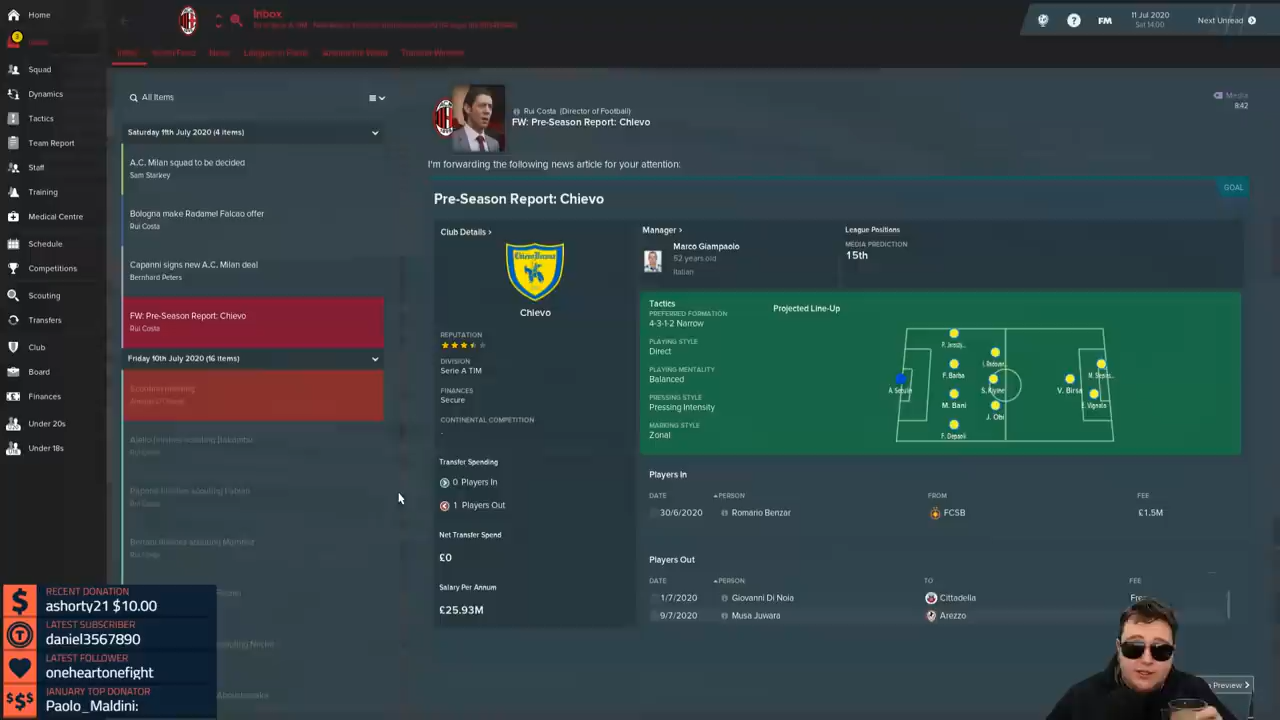 Home
Inbox
11 Jul 2020
Sat 14:00
Next Unread
FM
3
Squad
Dynamics
Tactics
Team Report
Staff
Training
Medical Centre
Schedule
Competitions
Scouting
Transfers
Club
Board
Finances
Under 20s
Under 18s
All Items
Saturday 11th July 2020 (4 items)
A.C. Milan squad to be decided
Sam Starkey
Bologna make Radamel Falcao offer
Rui Costa
Capanni signs new A.C. Milan deal
Bernhard Peters
FW: Pre-Season Report: Chievo
Rui Costa
Friday 10th July 2020 (16 items)
Scouting Meeting
Rui Costa (Director of Football)
FW: Pre-Season Report: Chievo
Media
8:42
I'm forwarding the following news article for your attention:
GOAL
Pre-Season Report: Chievo
Club Details >
Chievo
REPUTATION
DIVISION
Serie A TIM
FINANCES
Secure
CONTINENTAL COMPETITION
-
Transfer Spending
0 Players In
1 Players Out
Net Transfer Spend
£0
Salary Per Annum
£25.93M
Manager >
Marco Giampaolo
52 years old
Italian
League Positions
MEDIA PREDICTION
15th
Tactics
PREFERRED FORMATION
4-3-1-2 Narrow
PLAYING STYLE
Direct
PLAYING MENTALITY
Balanced
PRESSING STYLE
Pressing Intensity
MARKING STYLE
Zonal
Projected Line-Up
F. Barba
M. Bani
F. Depaoli
J. Obi
V. Birsa
E. Vignato
Players In
DATE PERSON FROM FEE
30/6/2020 Romario Benzar FCSB £1.5M
Players Out
DATE PERSON TO FEE
1/7/2020 Giovanni Di Noia Cittadella
9/7/2020 Musa Juwara Arezzo
Preview >
RECENT DONATION
ashorty21 $10.00
LATEST SUBSCRIBER
daniel3567890
LATEST FOLLOWER
oneheartonefight
JANUARY TOP DONATOR
Paolo_Maldini: